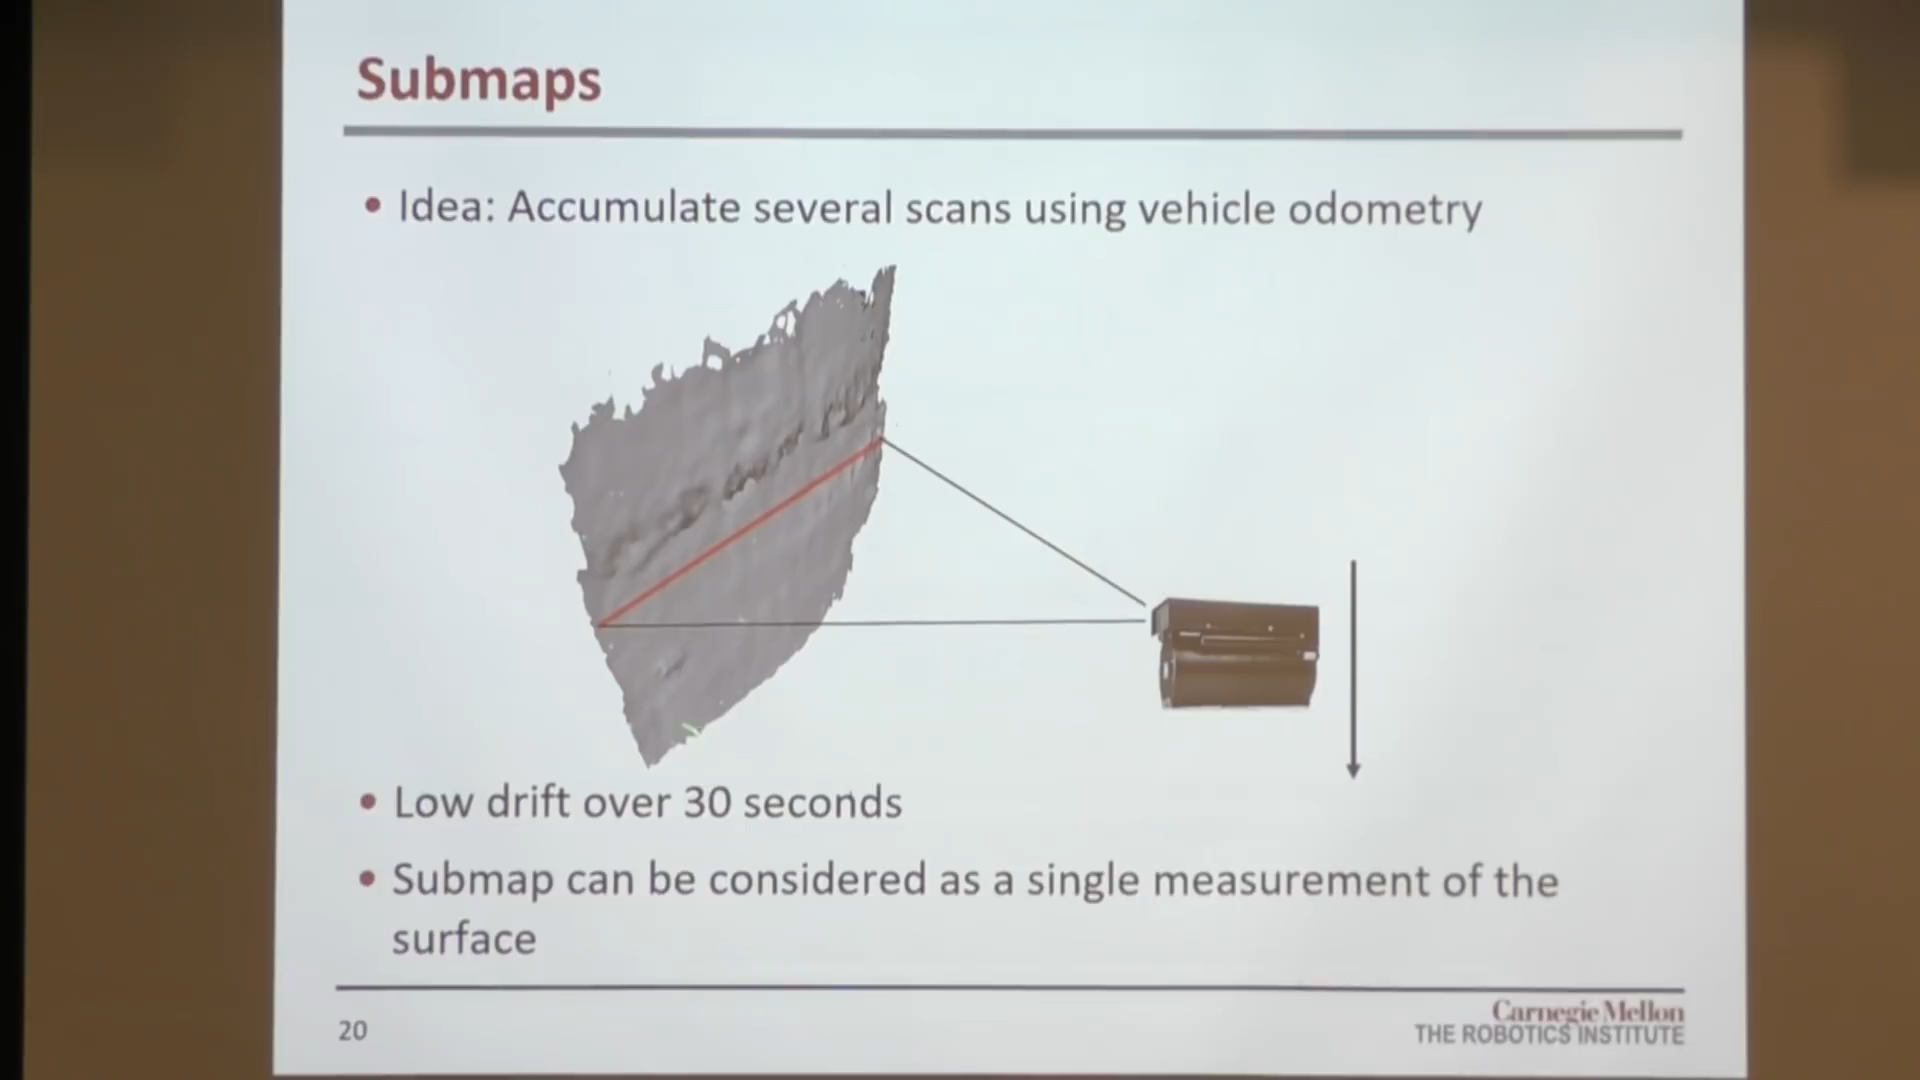 Submaps
• Idea: Accumulate several scans using vehicle odometry
• Low drift over 30 seconds
• Submap can be considered as a single measurement of the
surface
20
Carnegie Mellon
THE ROBOTICS INSTITUTE